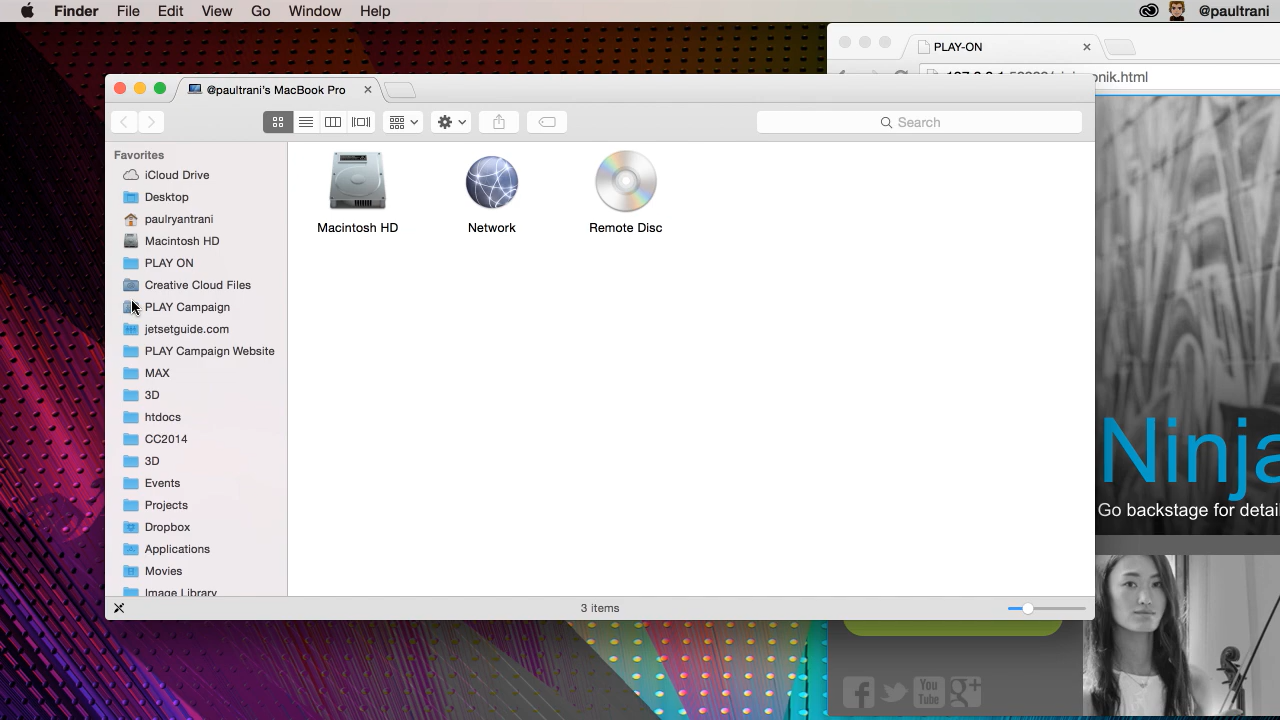 Finder File Edit View Go Window Help @paultrani
PLAY-ON
@paultrani's MacBook Pro
Search
Favorites
iCloud Drive
Desktop
paulryantrani
Macintosh HD
PLAY ON
Creative Cloud Files
PLAY Campaign
jetsetguide.com
PLAY Campaign Website
MAX
3D
htdocs
CC2014
3D
Events
Projects
Dropbox
Applications
Movies
Image Library
Macintosh HD Network Remote Disc
3 items
Ninja
Go backstage for detai
You
Tube